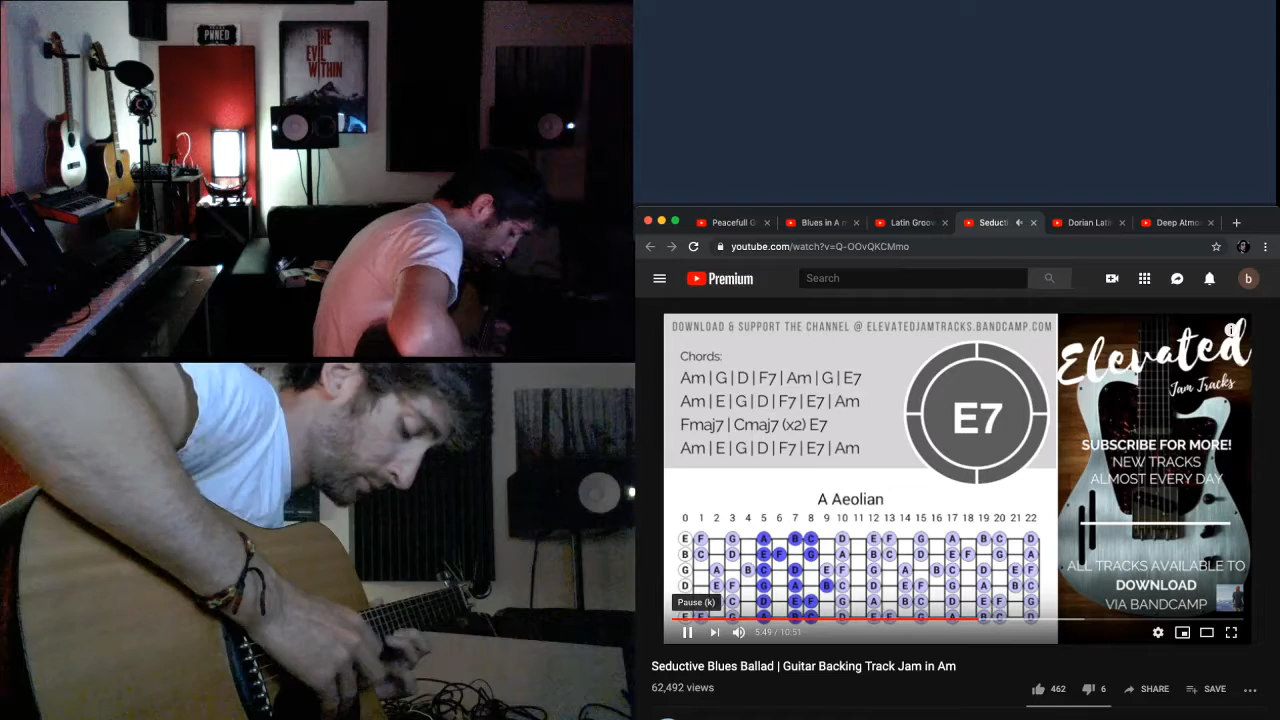 PWNED
THE
EVIL
WITHIN
Peacefull G
Blues in A m
Latin Groov
Seducti
Dorian Lati
Deep Atmo
youtube.com/watch?v=Q-OOvQKCMmo
Premium
Search
b
DOWNLOAD & SUPPORT THE CHANNEL @ ELEVATEDJAMTRACKS.BANDCAMP.COM
Chords:
Am | G | D | F7 | Am | G | E7
Am | E | G | D | F7 | E7 | Am
Fmaj7 | Cmaj7 (x2) E7
Am | E | G | D | F7 | E7 | Am
E7
Elevated
Jam Tracks
SUBSCRIBE FOR MORE!
NEW TRACKS
ALMOST EVERY DAY
ALL TRACKS AVAILABLE TO
DOWNLOAD
VIA BANDCAMP
A Aeolian
0 1 2 3 4 5 6 7 8 9 10 11 12 13 14 15 16 17 18 19 20 21 22
E F G A B C D E F G A B C D
B C D E F G A B C D E F G A
G A B C D E F G A B C D E F
D E F G A B C D E F G A B C
Pause (k)
5:49 / 10:51
Seductive Blues Ballad | Guitar Backing Track Jam in Am
62,492 views
462
6
SHARE
SAVE